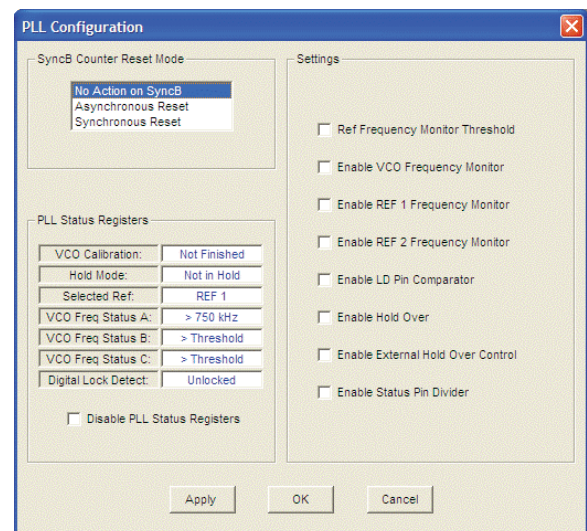 PLL Configuration
SyncB Counter Reset Mode
No Action on SyncB
Asynchronous Reset
Synchronous Reset
PLL Status Registers
VCO Calibration: Not Finished
Hold Mode: Not in Hold
Selected Ref: REF 1
VCO Freq Status A: > 750 kHz
VCO Freq Status B: > Threshold
VCO Freq Status C: > Threshold
Digital Lock Detect: Unlocked
Disable PLL Status Registers
Settings
Ref Frequency Monitor Threshold
Enable VCO Frequency Monitor
Enable REF 1 Frequency Monitor
Enable REF 2 Frequency Monitor
Enable LD Pin Comparator
Enable Hold Over
Enable External Hold Over Control
Enable Status Pin Divider
Apply OK Cancel